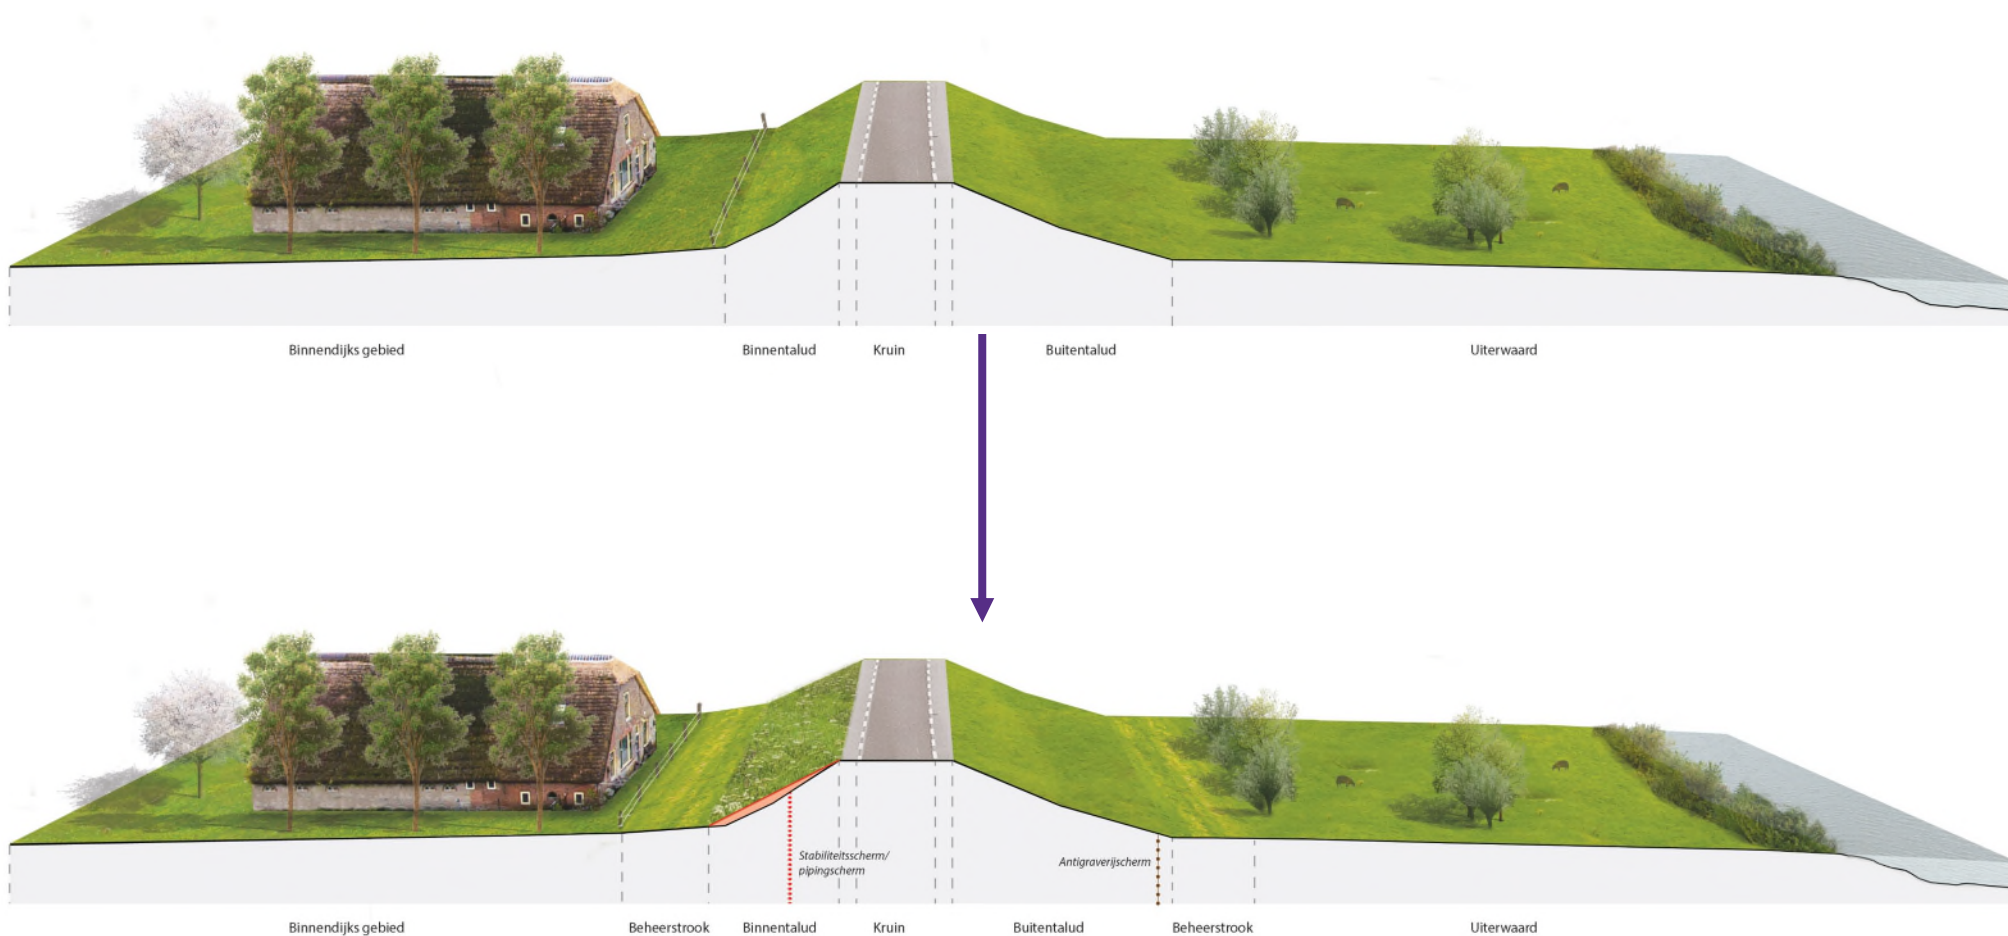 Binnendijks gebied
Binnentalud
Kruin
Buitentalud
Uiterwaard
Stabiliteitsscherm/
pipingscherm
Antigraverijscherm
Binnendijks gebied
Beheerstrook
Binnentalud
Kruin
Buitentalud
Beheerstrook
Uiterwaard